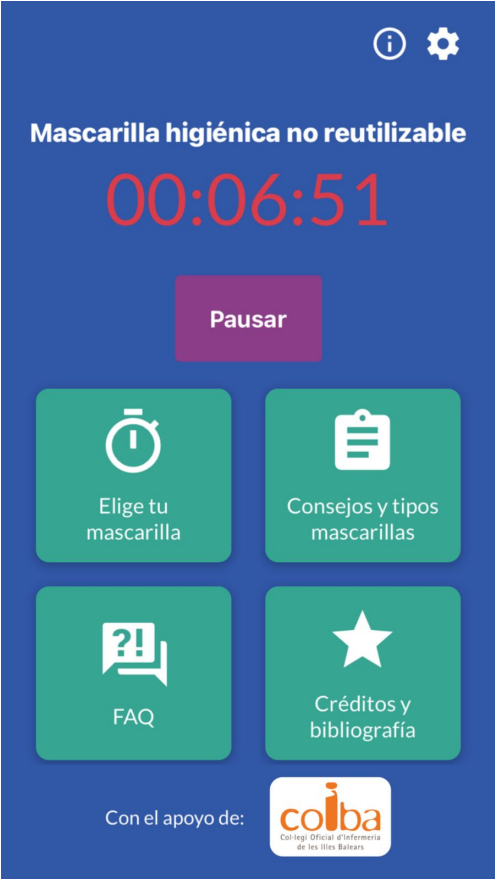 Mascarilla higiénica no reutilizable
00:06:51
Pausar
Elige tu
mascarilla
Consejos y tipos
mascarillas
?!
FAQ
Créditos y
bibliografía
Con el apoyo de:
coiba
Col·legi Oficial d'Infermeria
de les Illes Balears